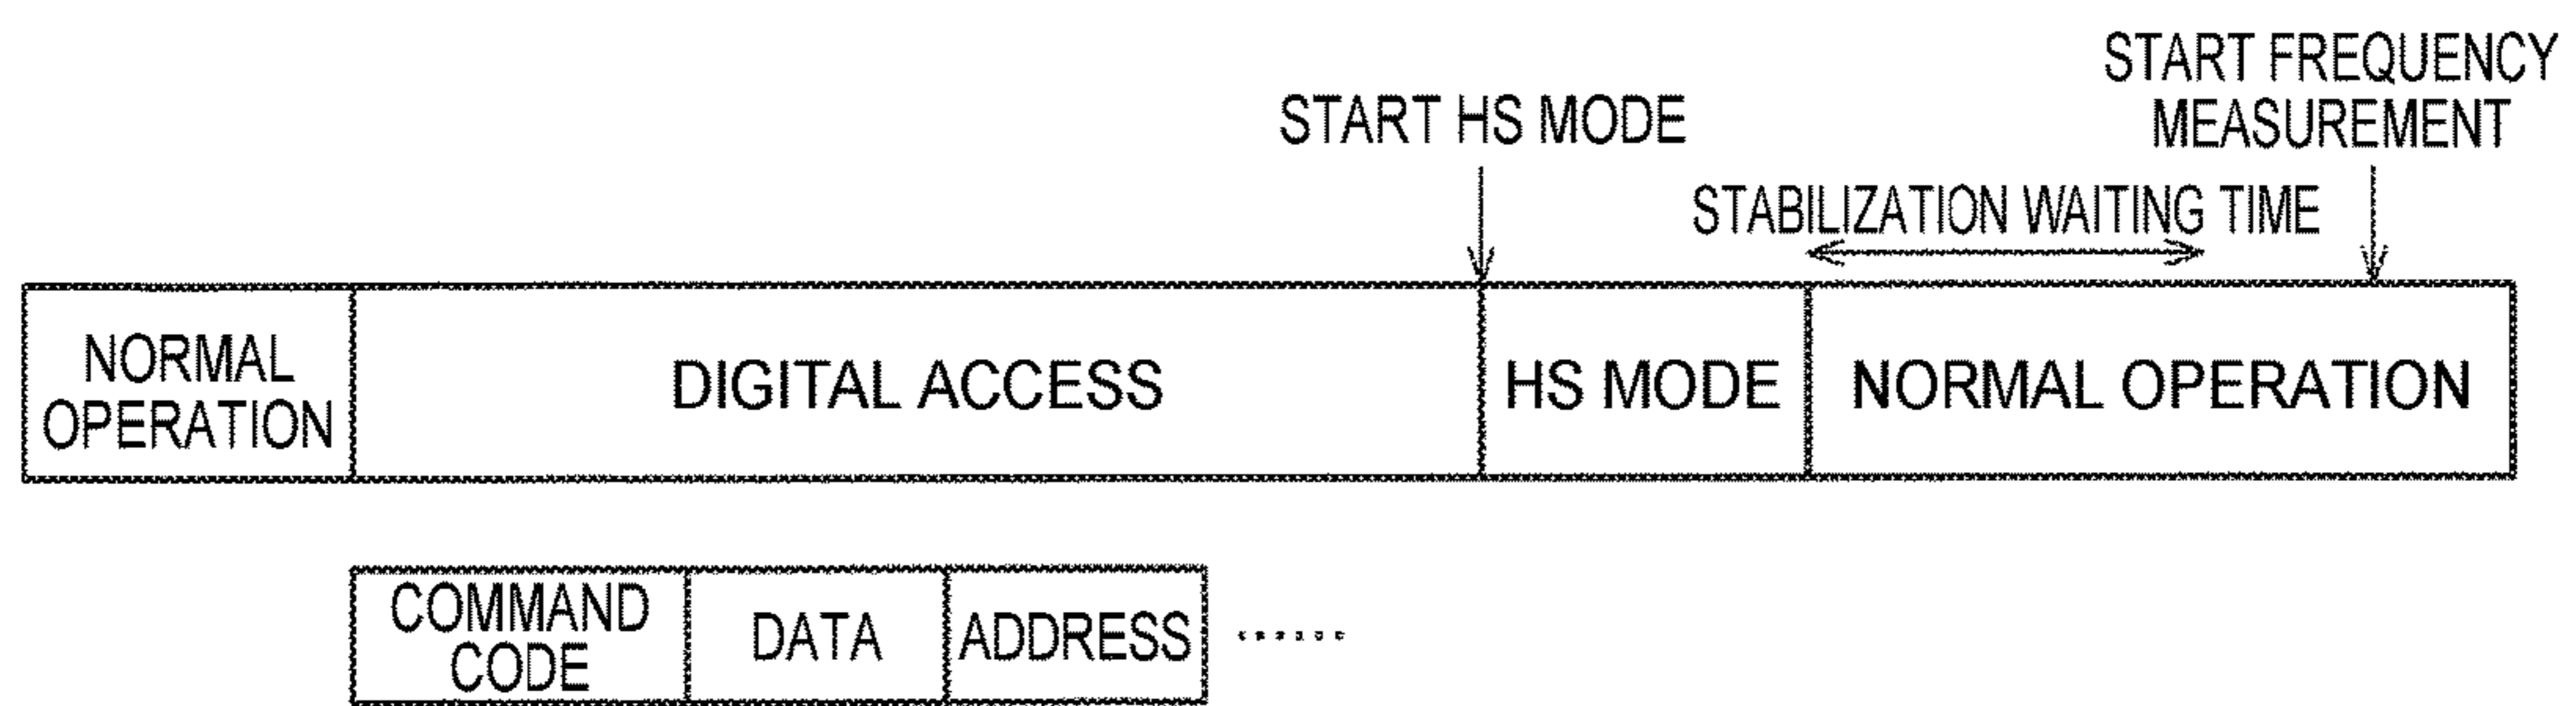 START FREQUENCY
MEASUREMENT
START HS MODE
STABILIZATION WAITING TIME
NORMAL
OPERATION
DIGITAL ACCESS
HS MODE
NORMAL OPERATION
COMMAND
CODE
DATA
ADDRESS
......